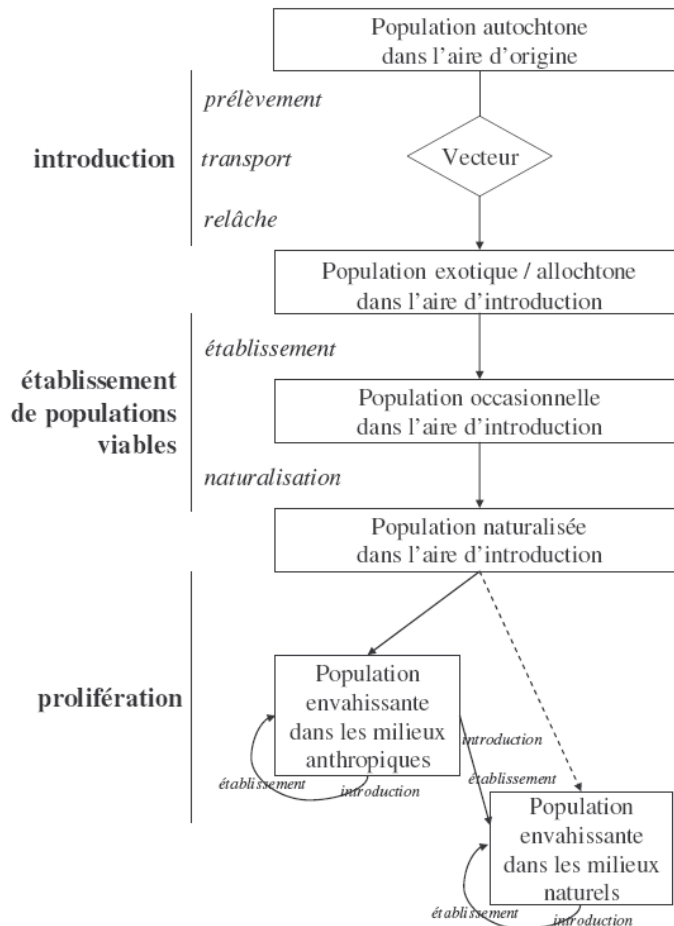 Population autochtone
dans l'aire d'origine
prélèvement
introduction
transport
Vecteur
relâche
Population exotique / allochtone
dans l'aire d'introduction
établissement
établissement
de populations
viables
Population occasionnelle
dans l'aire d'introduction
naturalisation
Population naturalisée
dans l'aire d'introduction
prolifération
Population
envahissante
dans les milieux
anthropiques
introduction
établissement
établissement
introduction
Population
envahissante
dans les milieux
naturels
établissement
introduction